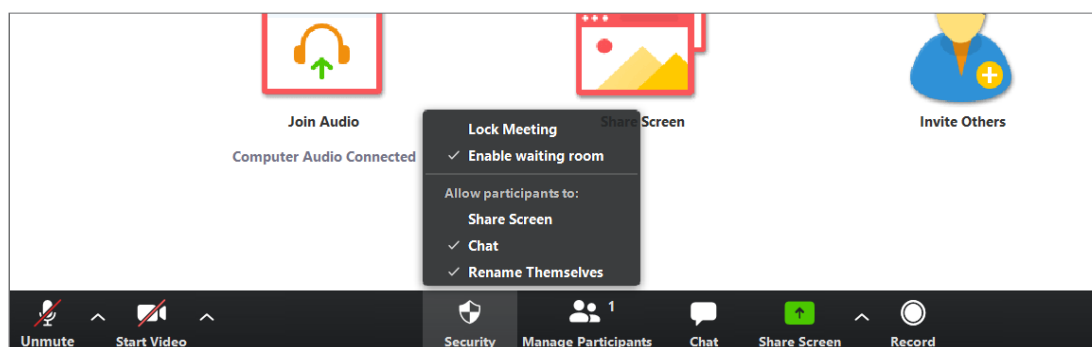 Join Audio
Share Screen
Invite Others
Computer Audio Connected
Lock Meeting
Enable waiting room
Allow participants to:
Share Screen
Chat
Rename Themselves
1
Unmute
Start Video
Security
Manage Participants
Chat
Share Screen
Record